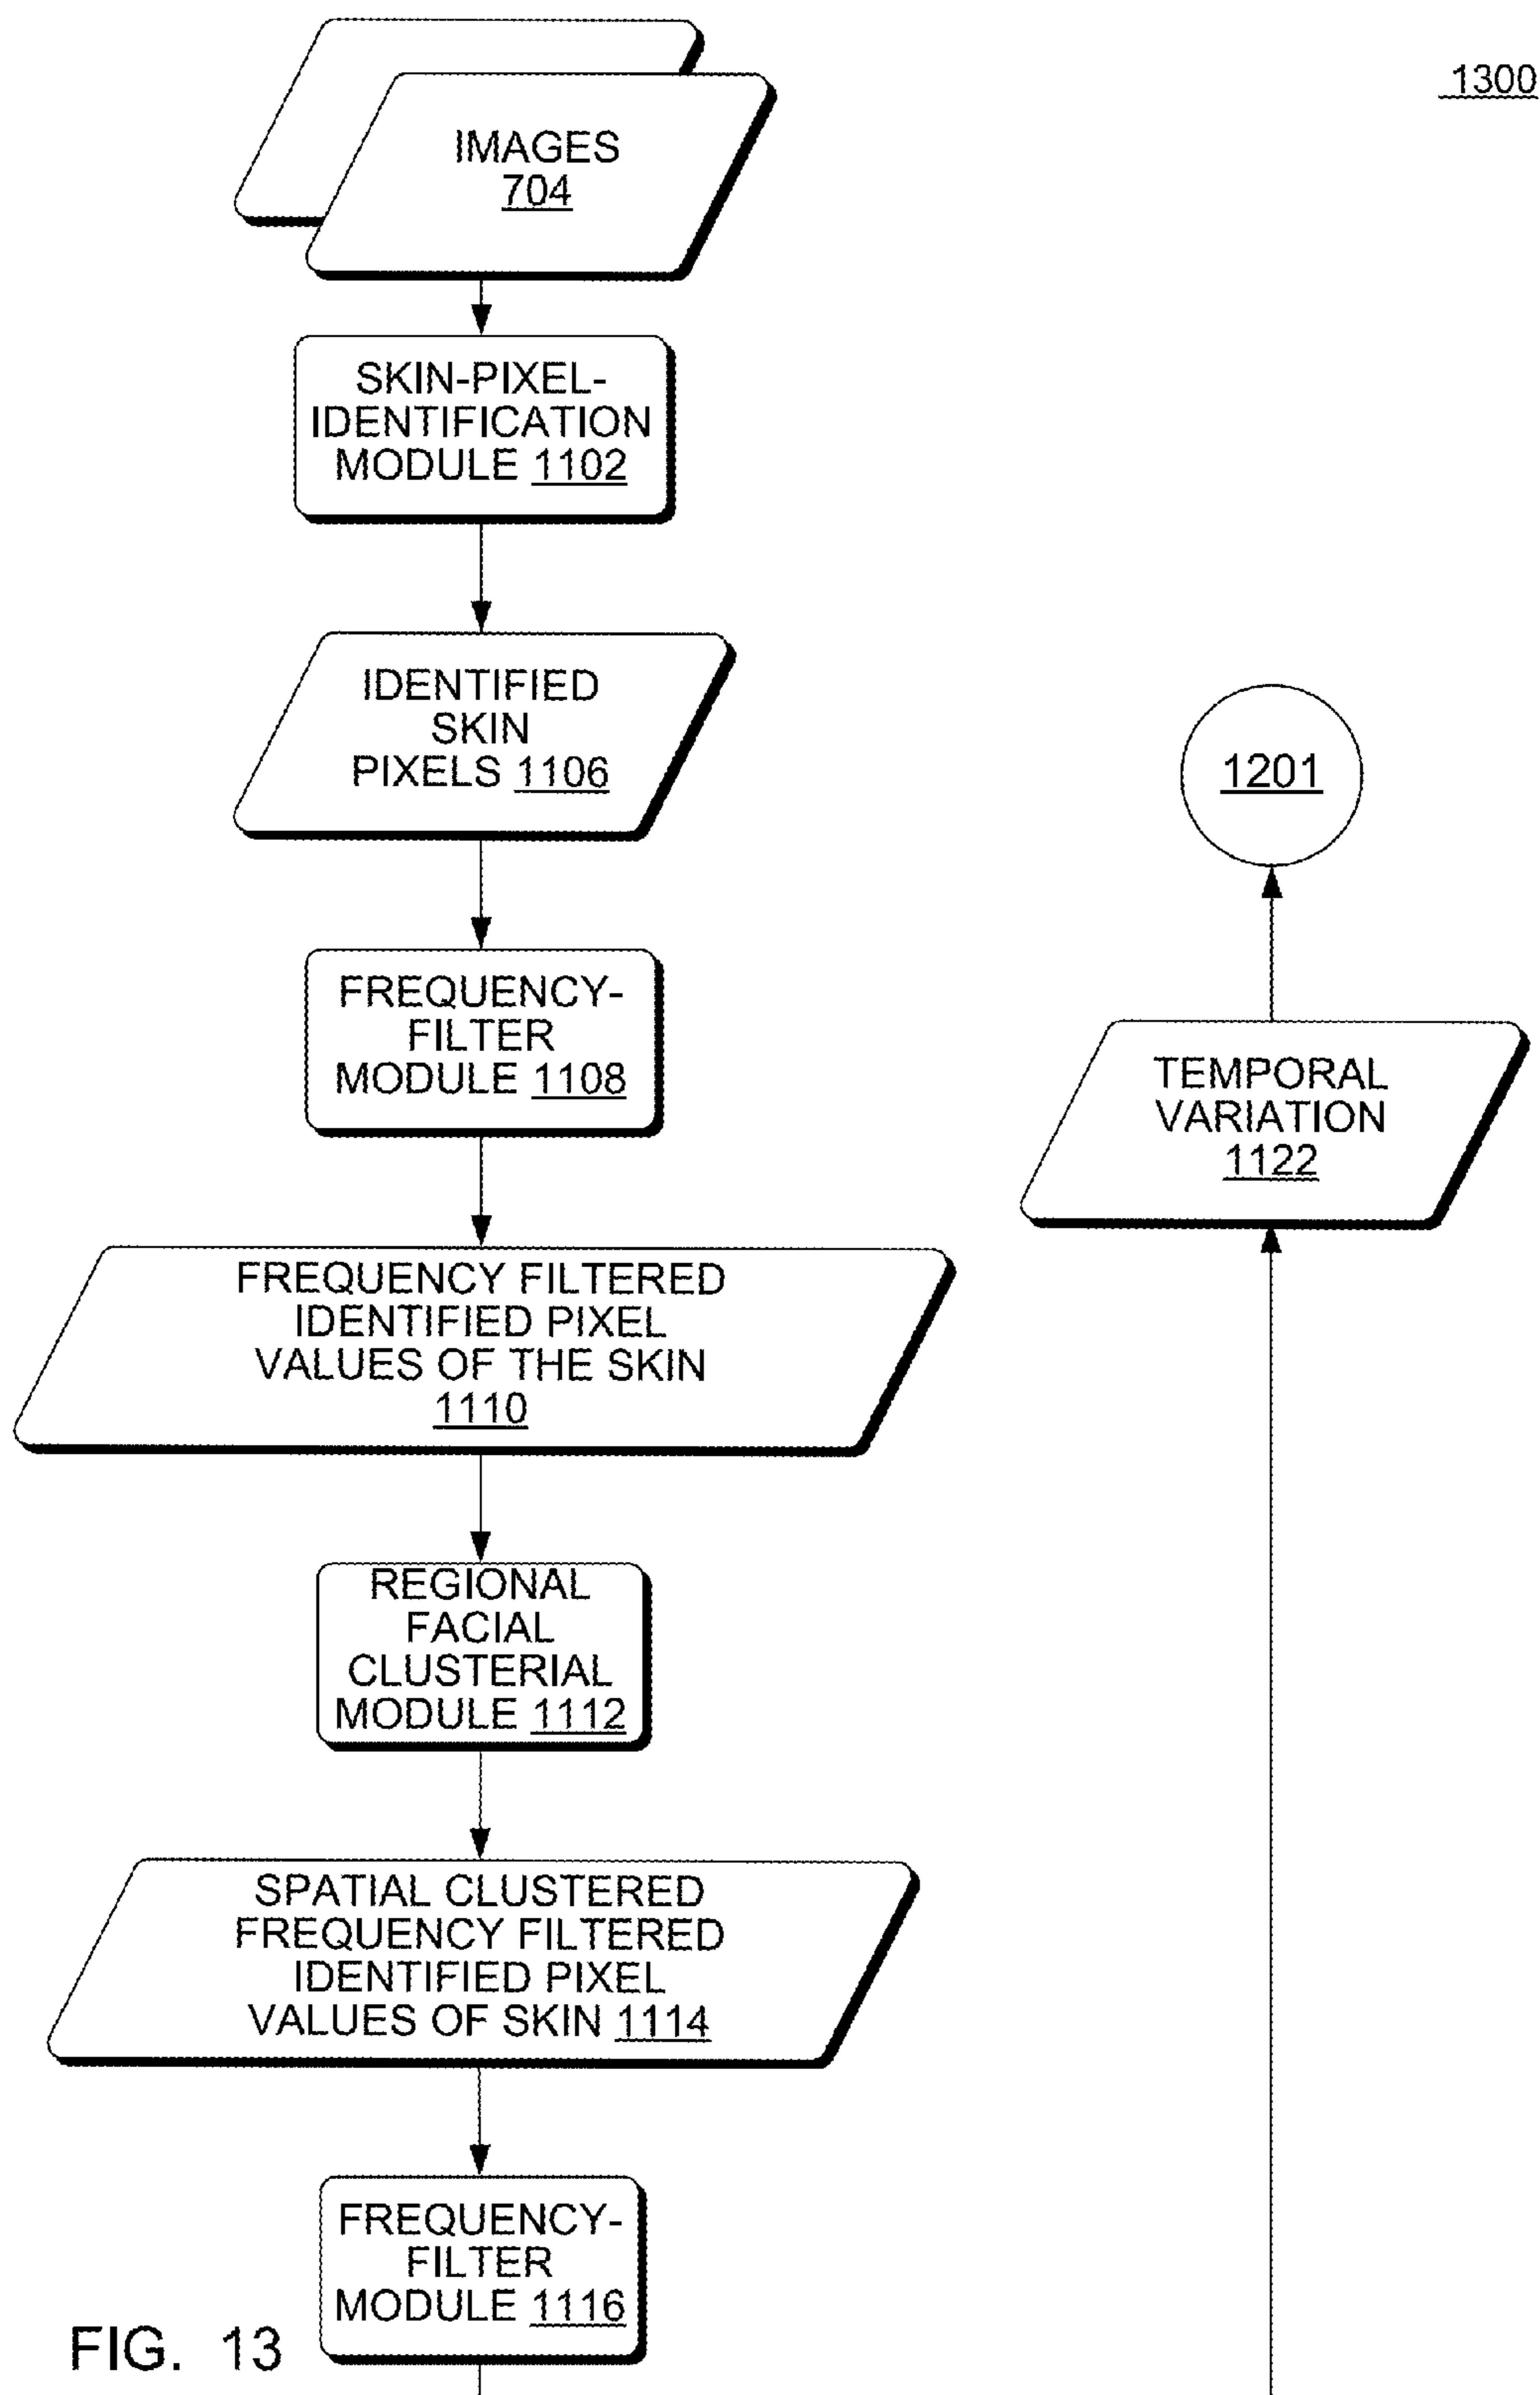 1300
IMAGES
704
SKIN-PIXEL-
IDENTIFICATION
MODULE 1102
IDENTIFIED
SKIN
PIXELS 1106
FREQUENCY-
FILTER
MODULE 1108
FREQUENCY FILTERED
IDENTIFIED PIXEL
VALUES OF THE SKIN
1110
REGIONAL
FACIAL
CLUSTERIAL
MODULE 1112
SPATIAL CLUSTERED
FREQUENCY FILTERED
IDENTIFIED PIXEL
VALUES OF SKIN 1114
FREQUENCY-
FILTER
MODULE 1116
1201
TEMPORAL
VARIATION
1122
FIG. 13